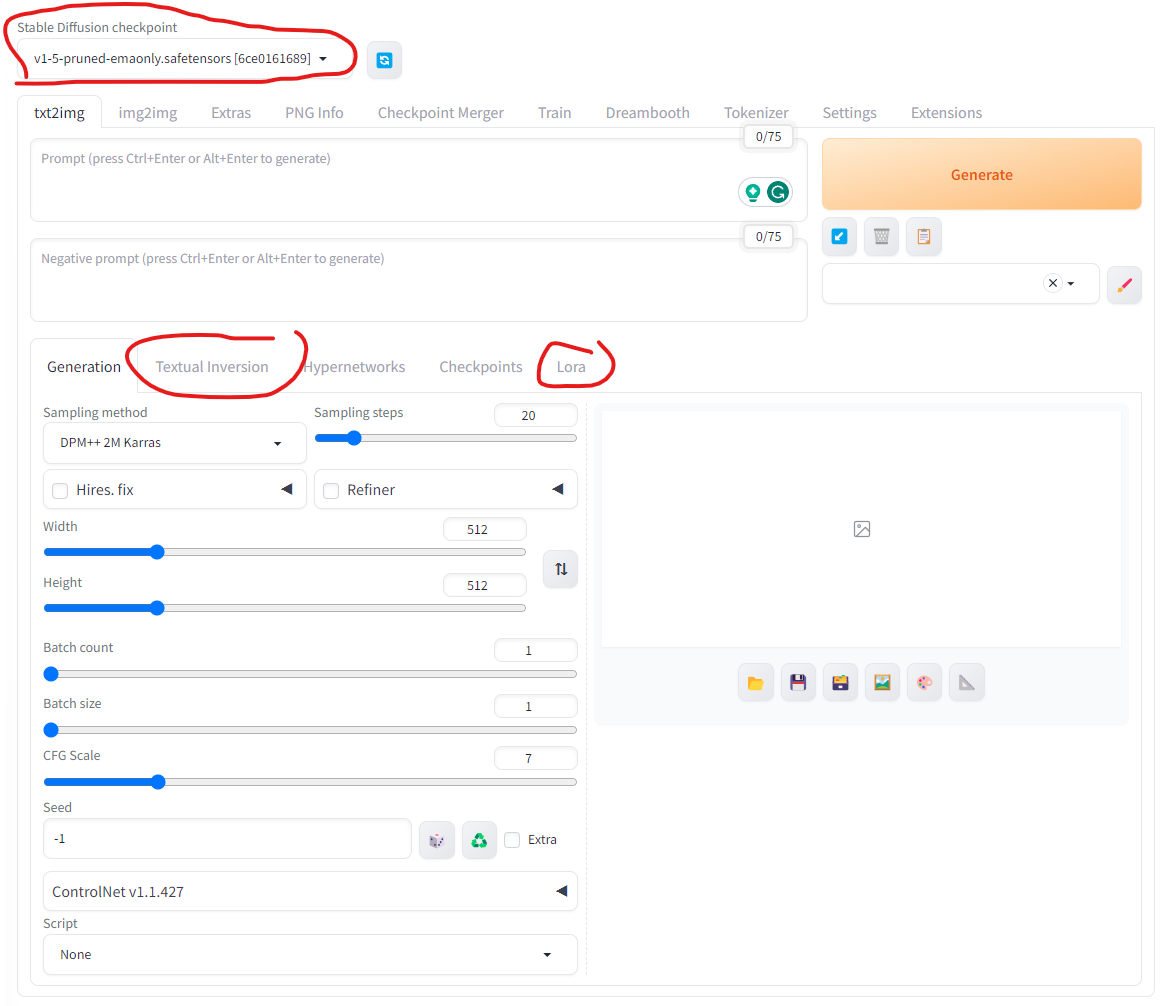 Stable Diffusion checkpoint
v1-5-pruned-emaonly.safetensors [6ce0161689]
txt2img img2img Extras PNG Info Checkpoint Merger Train Dreambooth Tokenizer Settings Extensions
0/75
Prompt (press Ctrl+Enter or Alt+Enter to generate)
Generate
0/75
Negative prompt (press Ctrl+Enter or Alt+Enter to generate)
Generation Textual Inversion Hypernetworks Checkpoints Lora
Sampling method Sampling steps 20
DPM++ 2M Karras
Hires. fix Refiner
Width 512
Height 512
Batch count 1
Batch size 1
CFG Scale 7
Seed
-1 Extra
ControlNet v1.1.427
Script
None